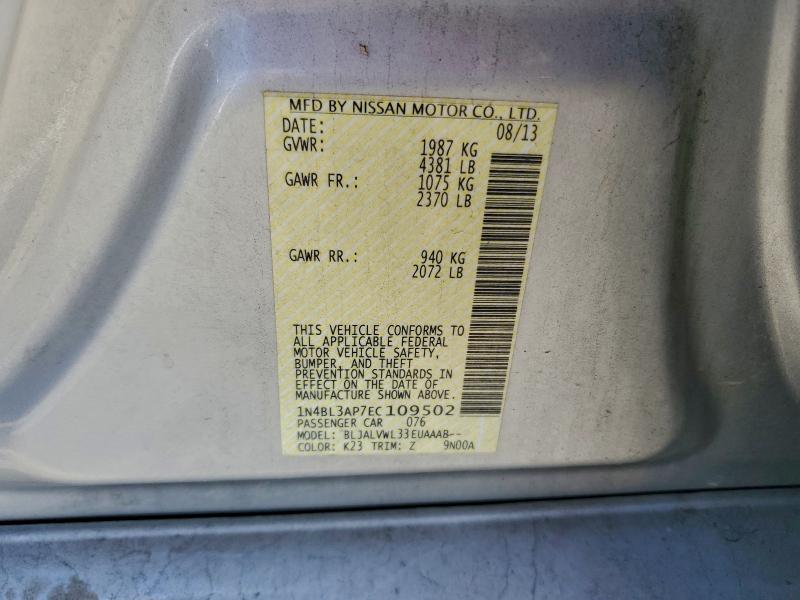 MFD BY NISSAN MOTOR CO., LTD.
DATE: 08/13
GVWR: 1987 KG
4381 LB
GAWR FR.: 1075 KG
2370 LB
GAWR RR.: 940 KG
2072 LB
THIS VEHICLE CONFORMS TO
ALL APPLICABLE FEDERAL
MOTOR VEHICLE SAFETY,
BUMPER, AND THEFT
PREVENTION STANDARDS IN
EFFECT ON THE DATE OF
MANUFACTURE SHOWN ABOVE.
1N4BL3AP7EC109502
PASSENGER CAR 076
MODEL: BLJALVWL33EUAAAB--
COLOR: K23 TRIM: Z 9N00A